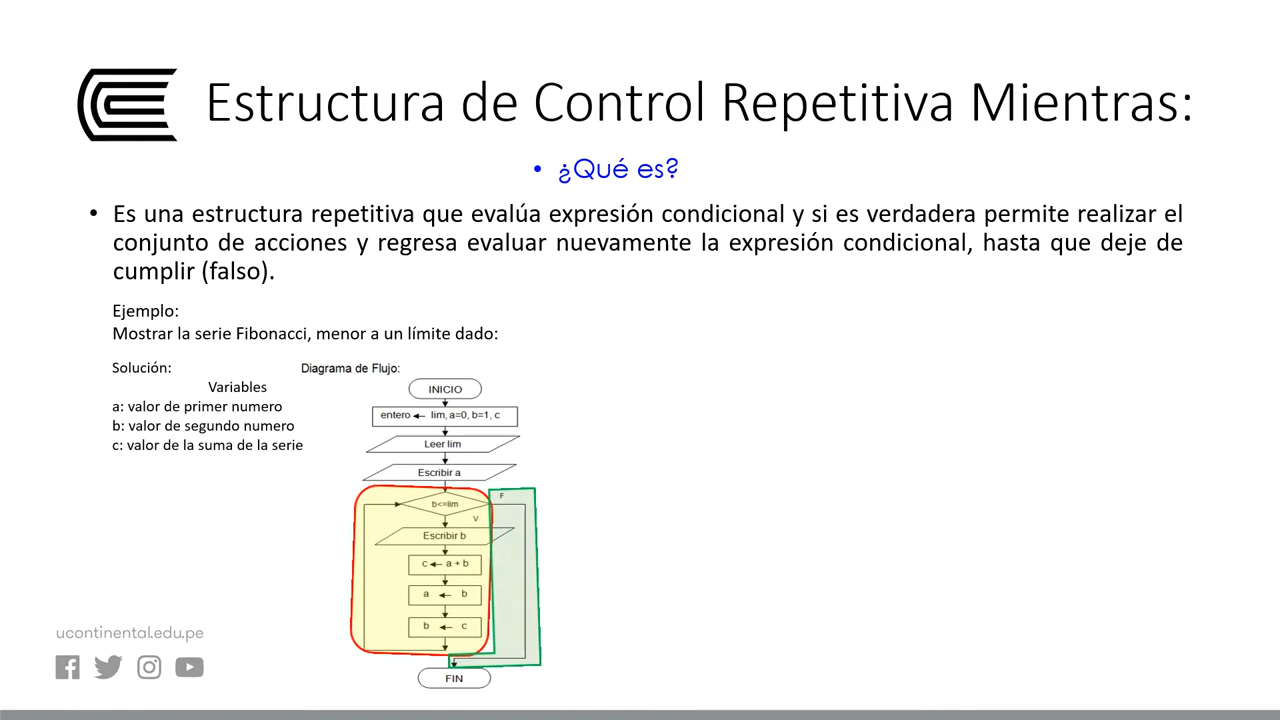 Estructura de Control Repetitiva Mientras:
• ¿Qué es?
• Es una estructura repetitiva que evalúa expresión condicional y si es verdadera permite realizar el
conjunto de acciones y regresa evaluar nuevamente la expresión condicional, hasta que deje de
cumplir (falso).
Ejemplo:
Mostrar la serie Fibonacci, menor a un límite dado:
Solución:
Variables
a: valor de primer numero
b: valor de segundo numero
c: valor de la suma de la serie
Diagrama de Flujo:
INICIO
entero ← lim, a=0, b=1, c
Leer lim
Escribir a
b<=lim
F
V
Escribir b
c ← a + b
a ← b
b ← c
FIN
ucontinental.edu.pe